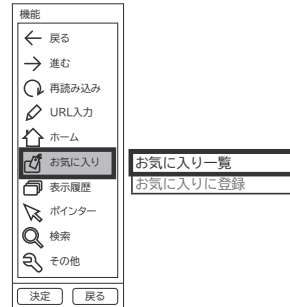 機能
戻る
進む
再読み込み
URL入力
ホーム
お気に入り
お気に入り一覧
お気に入りに登録
表示履歴
ポインター
検索
その他
決定
戻る